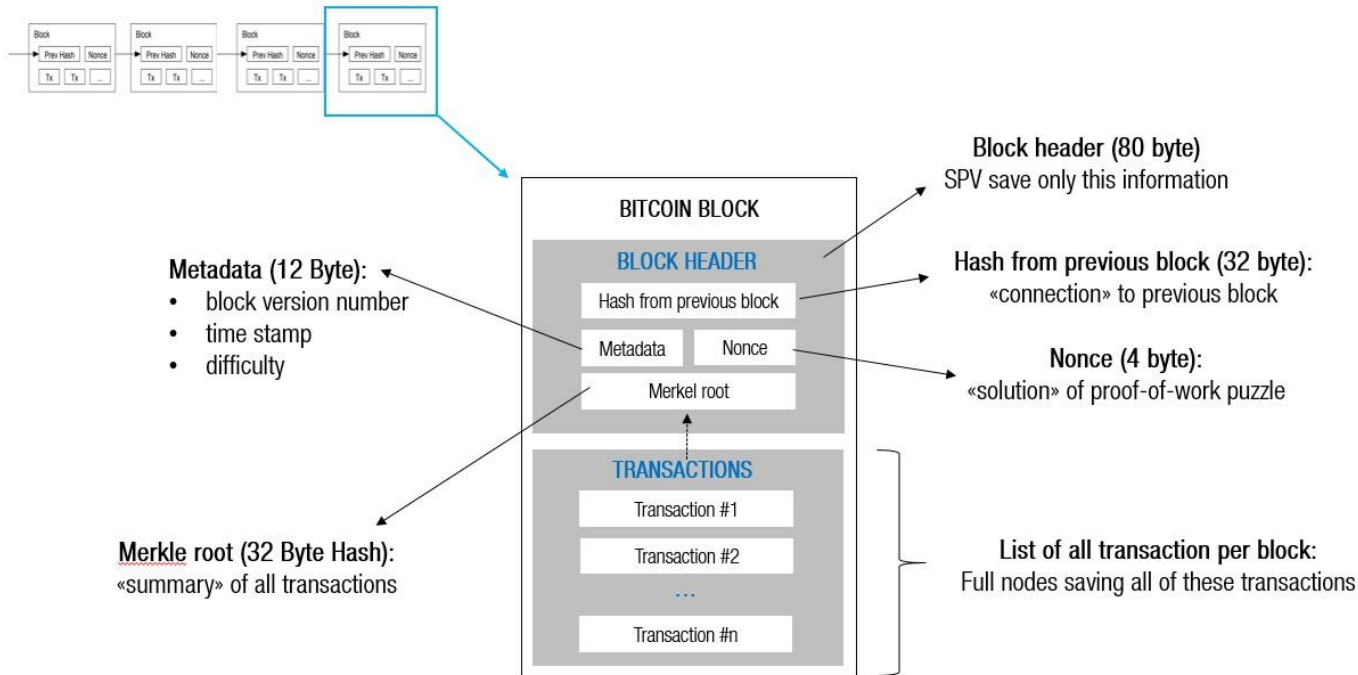 Block
Prev Hash Nonce
Tx Tx ...
Block
Prev Hash Nonce
Tx Tx ...
Block
Prev Hash Nonce
Tx Tx ...
Block
Prev Hash Nonce
Tx Tx ...
Block header (80 byte)
SPV save only this information
BITCOIN BLOCK
BLOCK HEADER
Hash from previous block
Metadata
Nonce
Merkel root
Metadata (12 Byte):
• block version number
• time stamp
• difficulty
Hash from previous block (32 byte):
«connection» to previous block
Nonce (4 byte):
«solution» of proof-of-work puzzle
TRANSACTIONS
Transaction #1
Transaction #2
...
Transaction #n
Merkle root (32 Byte Hash):
«summary» of all transactions
List of all transaction per block:
Full nodes saving all of these transactions